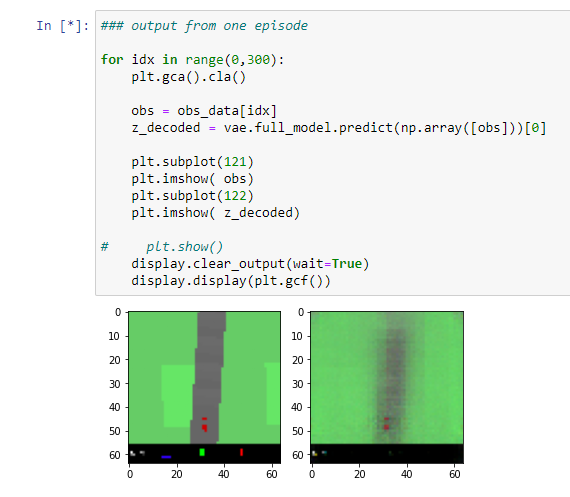 In [*]: ### output from one episode
for idx in range(0,300):
    plt.gca().cla()
    obs = obs_data[idx]
    z_decoded = vae.full_model.predict(np.array([obs]))[0]
    plt.subplot(121)
    plt.imshow( obs)
    plt.subplot(122)
    plt.imshow( z_decoded)
#     plt.show()
    display.clear_output(wait=True)
    display.display(plt.gcf())
0 0
10 10
20 20
30 30
40 40
50 50
60 60
0 20 40 60 0 20 40 60